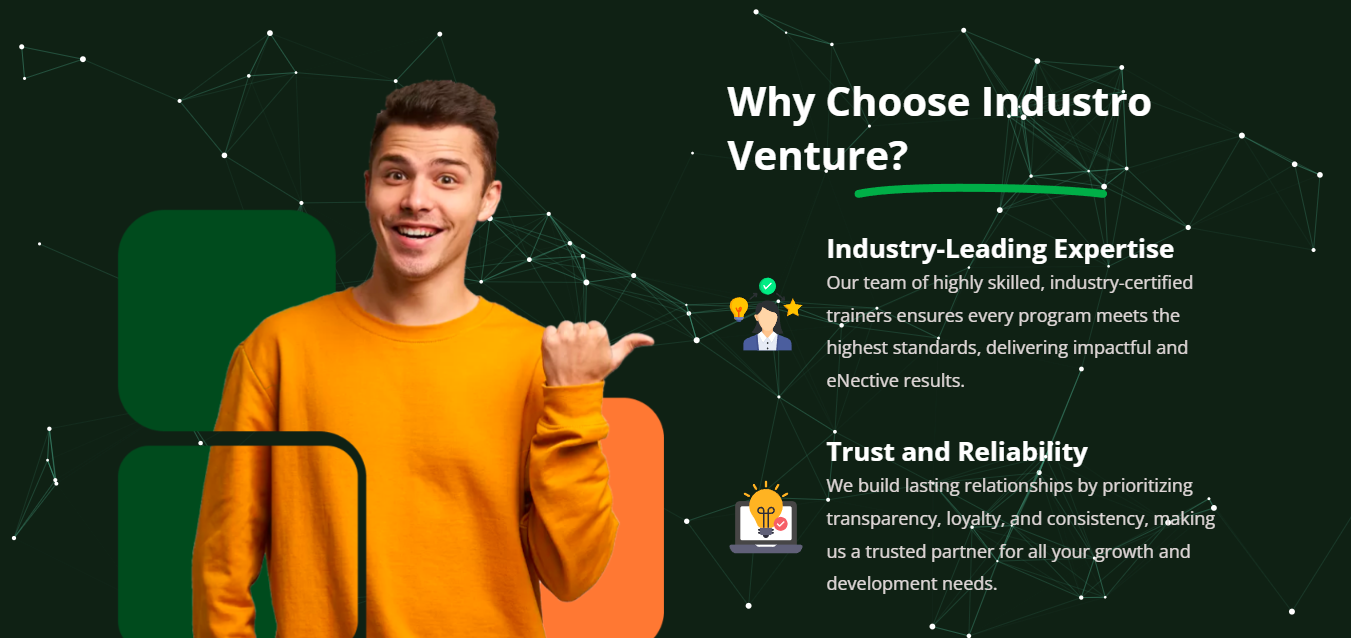 Why Choose Industro
Venture?
Industry-Leading Expertise
Our team of highly skilled, industry-certified
trainers ensures every program meets the
highest standards, delivering impactful and
eNective results.
Trust and Reliability
We build lasting relationships by prioritizing
transparency, loyalty, and consistency, making
us a trusted partner for all your growth and
development needs.